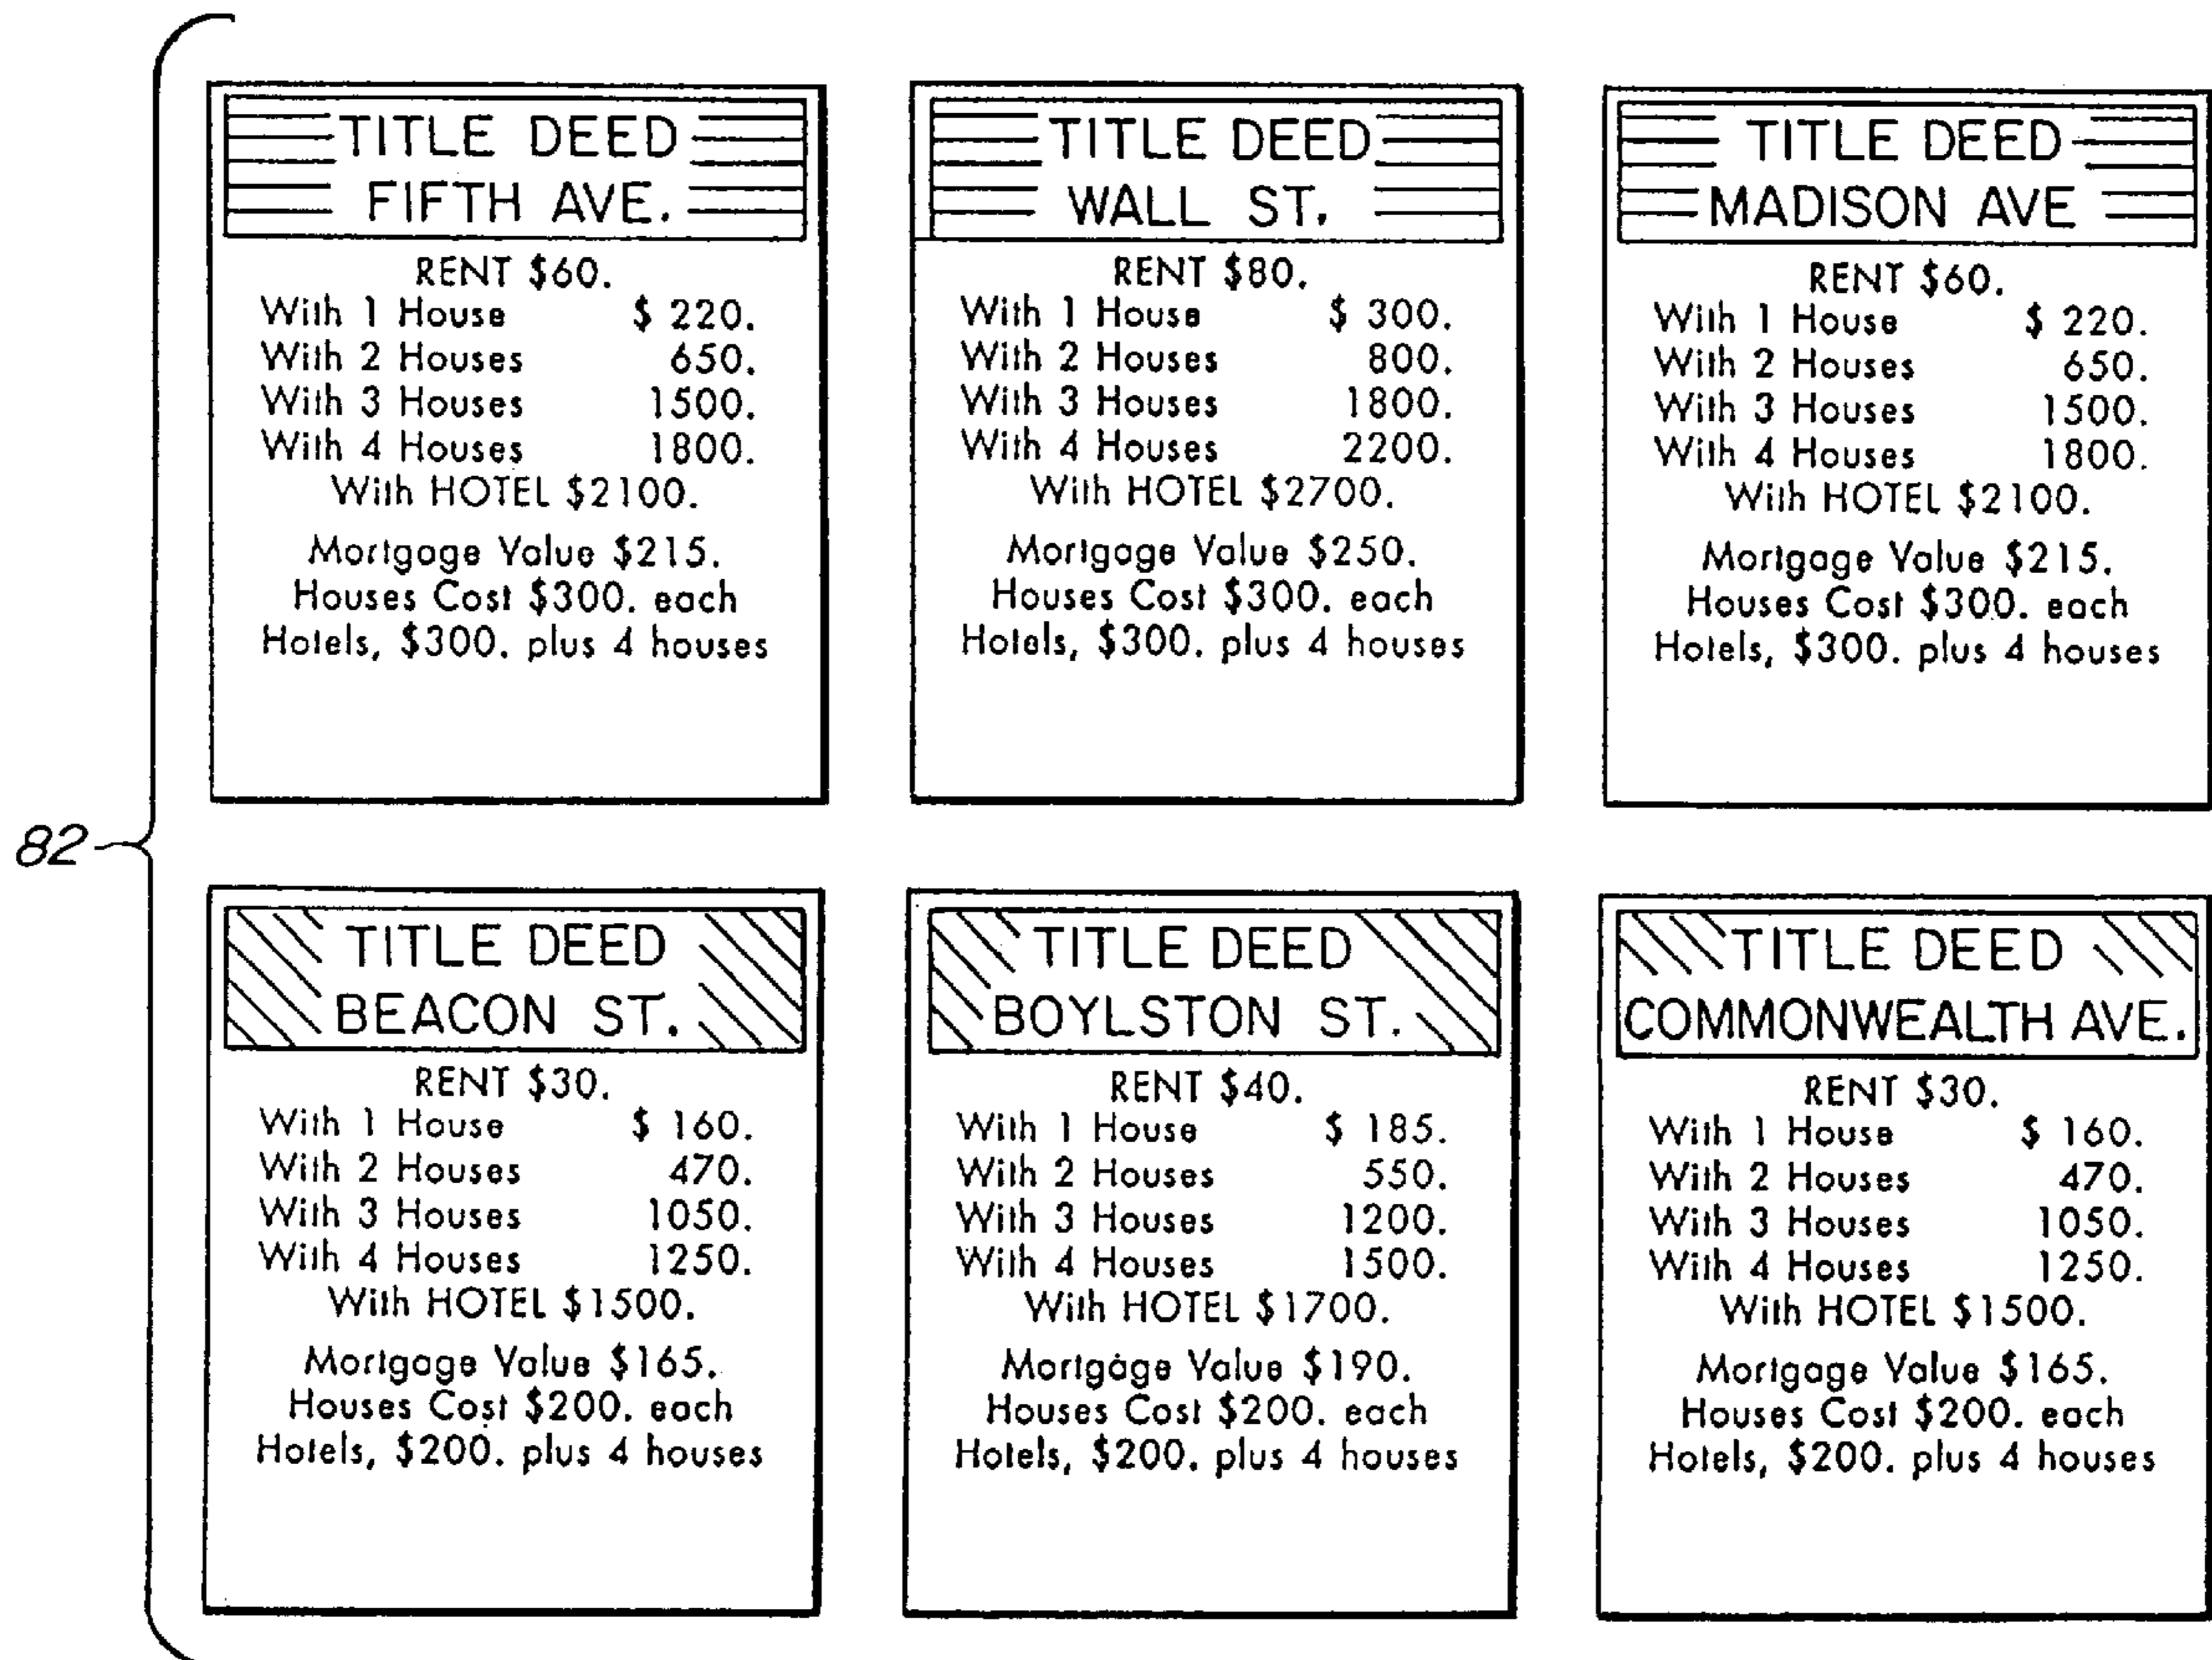 TITLE DEED
FIFTH AVE.
RENT $60.
With 1 House $ 220.
With 2 Houses 650.
With 3 Houses 1500.
With 4 Houses 1800.
With HOTEL $2100.
Mortgage Value $215.
Houses Cost $300. each
Hotels, $300. plus 4 houses
TITLE DEED
WALL ST.
RENT $80.
With 1 House $ 300.
With 2 Houses 800.
With 3 Houses 1800.
With 4 Houses 2200.
With HOTEL $2700.
Mortgage Value $250.
Houses Cost $300. each
Hotels, $300. plus 4 houses
TITLE DEED
MADISON AVE
RENT $60.
With 1 House $ 220.
With 2 Houses 650.
With 3 Houses 1500.
With 4 Houses 1800.
With HOTEL $2100.
Mortgage Value $215.
Houses Cost $300. each
Hotels, $300. plus 4 houses
82
TITLE DEED
BEACON ST.
RENT $30.
With 1 House $ 160.
With 2 Houses 470.
With 3 Houses 1050.
With 4 Houses 1250.
With HOTEL $1500.
Mortgage Value $165.
Houses Cost $200. each
Hotels, $200. plus 4 houses
TITLE DEED
BOYLSTON ST.
RENT $40.
With 1 House $ 185.
With 2 Houses 550.
With 3 Houses 1200.
With 4 Houses 1500.
With HOTEL $1700.
Mortgage Value $190.
Houses Cost $200. each
Hotels, $200. plus 4 houses
TITLE DEED
COMMONWEALTH AVE.
RENT $30.
With 1 House $ 160.
With 2 Houses 470.
With 3 Houses 1050.
With 4 Houses 1250.
With HOTEL $1500.
Mortgage Value $165.
Houses Cost $200. each
Hotels, $200. plus 4 houses